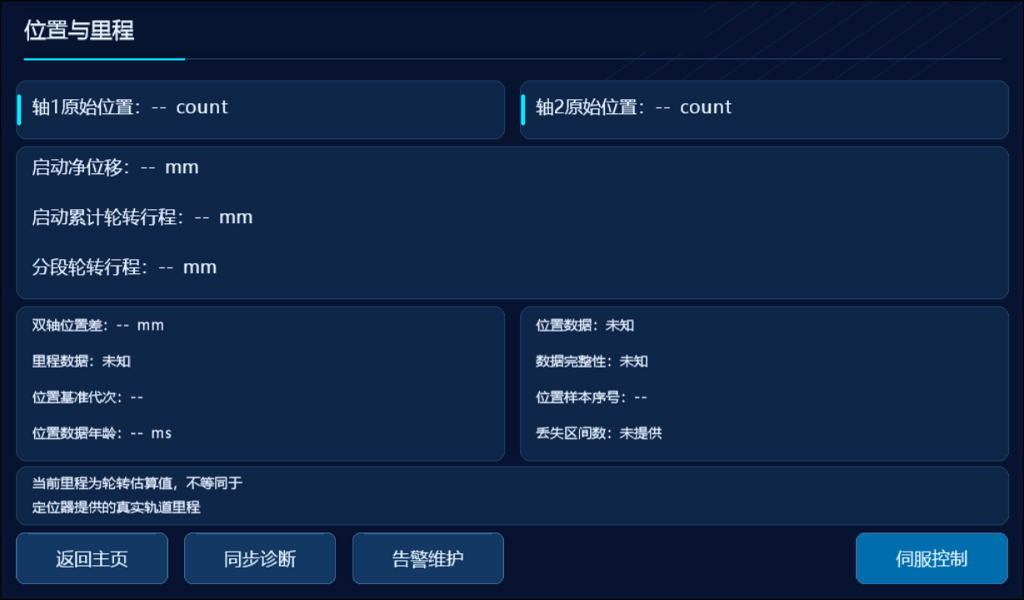 位置与里程
轴1原始位置：-- count
轴2原始位置：-- count
启动净位移：-- mm
启动累计轮转行程：-- mm
分段轮转行程：-- mm
双轴位置差：-- mm
里程数据：未知
位置基准代次：--
位置数据年龄：-- ms
位置数据：未知
数据完整性：未知
位置样本序号：--
丢失区间数：未提供
当前里程为轮转估算值，不等同于
定位器提供的真实轨道里程
返回主页
同步诊断
告警维护
伺服控制